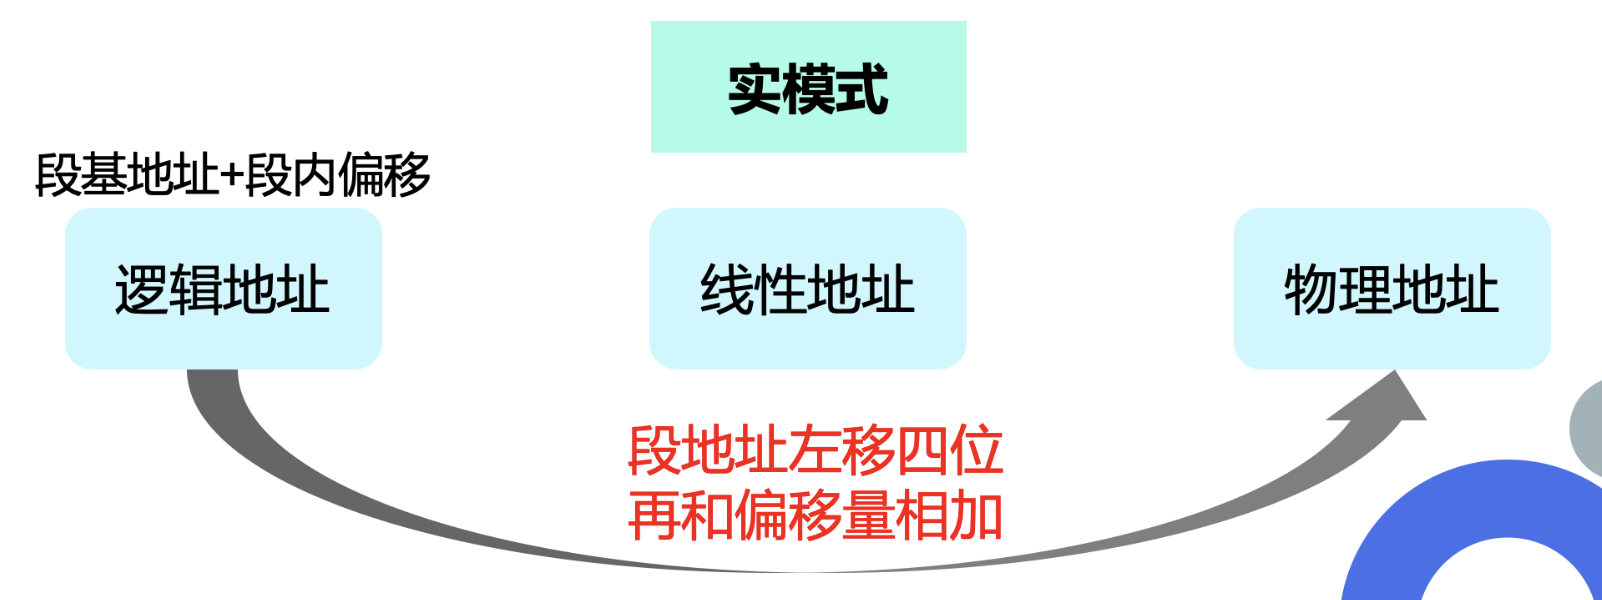 实模式
段基地址+段内偏移
逻辑地址
线性地址
物理地址
段地址左移四位
再和偏移量相加